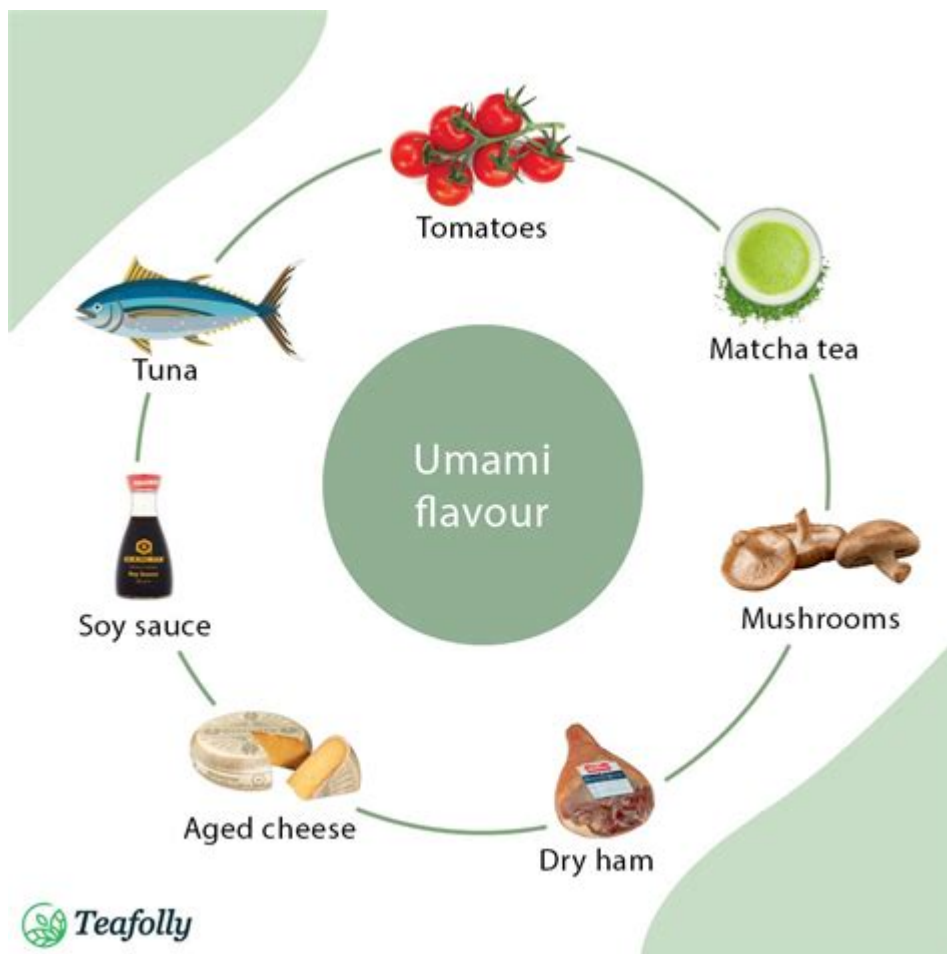 Tomatoes
Matcha tea
Tuna
Umami
flavour
Soy sauce
Mushrooms
Aged cheese
Dry ham
Teafolly